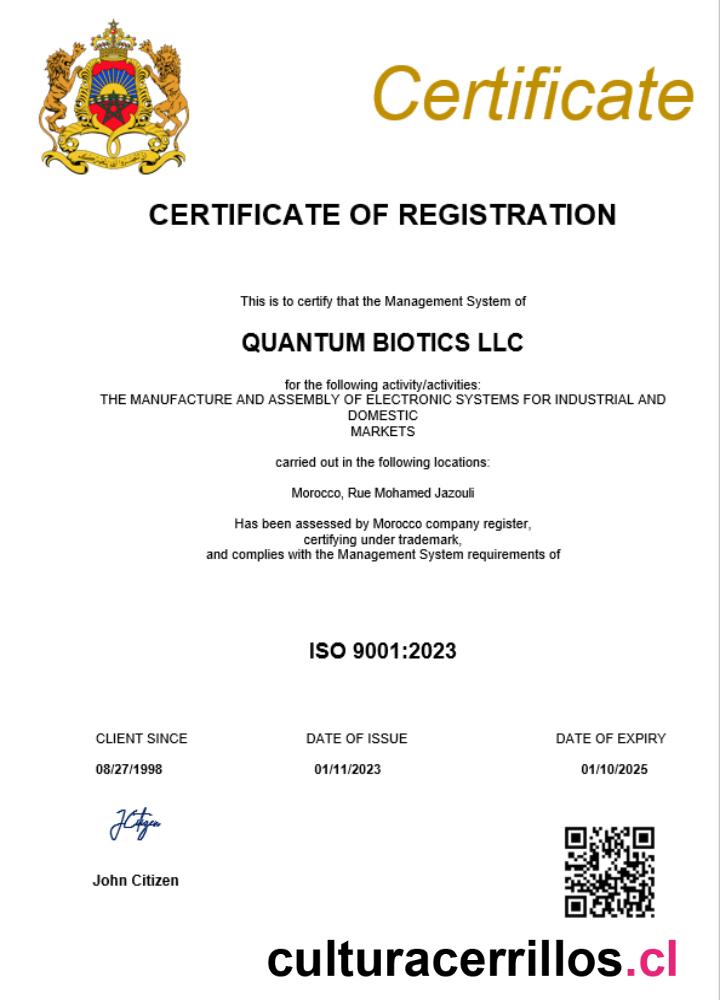 Certificate
CERTIFICATE OF REGISTRATION
This is to certify that the Management System of
QUANTUM BIOTICS LLC
for the following activity/activities:
THE MANUFACTURE AND ASSEMBLY OF ELECTRONIC SYSTEMS FOR INDUSTRIAL AND
DOMESTIC
MARKETS
carried out in the following locations:
Morocco, Rue Mohamed Jazouli
Has been assessed by Morocco company register,
certifying under trademark,
and complies with the Management System requirements of
ISO 9001:2023
CLIENT SINCE DATE OF ISSUE DATE OF EXPIRY
08/27/1998 01/11/2023 01/10/2025
JCitizen
John Citizen
culturacerrillos.cl